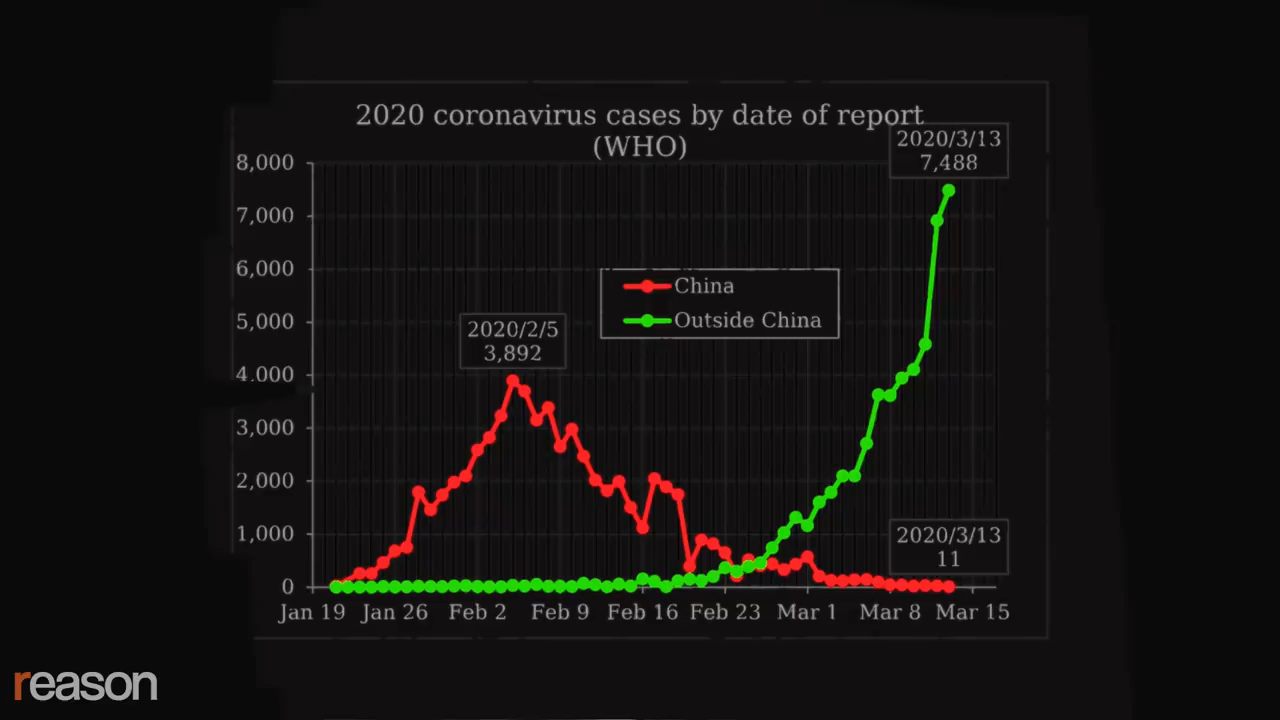 2020 coronavirus cases by date of report
(WHO)
2020/3/13
7,488
8,000
7,000
6,000
China
5,000
Outside China
2020/2/5
3,892
4.000
3,000
2,000
1,000
2020/3/13
11
0
Jan 19 Jan 26 Feb 2 Feb 9 Feb 16 Feb 23 Mar 1 Mar 8 Mar 15
reason